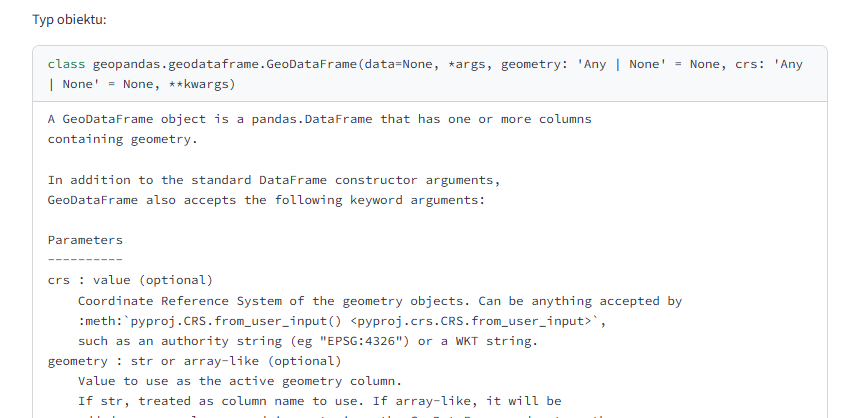 Typ obiektu:
class geopandas.geodataframe.GeoDataFrame(data=None, *args, geometry: 'Any | None' = None, crs: 'Any
| None' = None, **kwargs)
A GeoDataFrame object is a pandas.DataFrame that has one or more columns
containing geometry.
In addition to the standard DataFrame constructor arguments,
GeoDataFrame also accepts the following keyword arguments:
Parameters
----------
crs : value (optional)
Coordinate Reference System of the geometry objects. Can be anything accepted by
:meth:`pyproj.CRS.from_user_input() <pyproj.crs.CRS.from_user_input>`,
such as an authority string (eg "EPSG:4326") or a WKT string.
geometry : str or array-like (optional)
Value to use as the active geometry column.
If str, treated as column name to use. If array-like, it will be